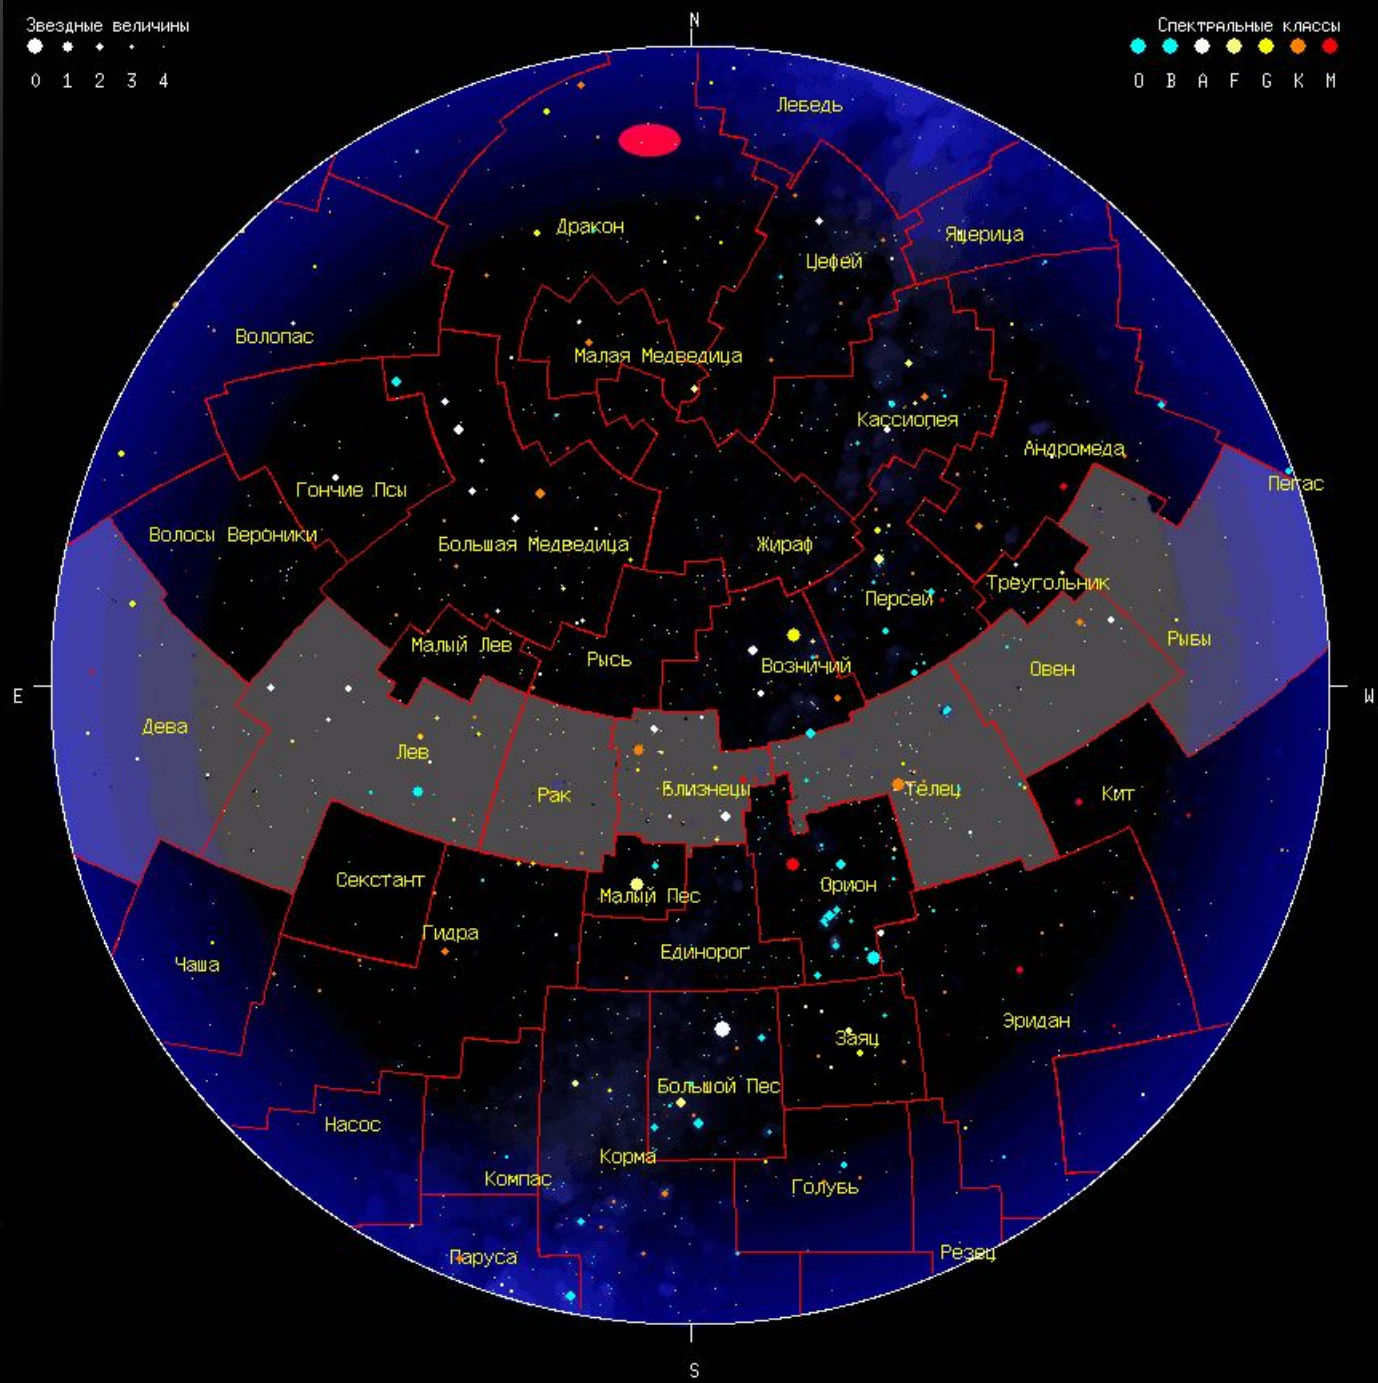 Звездные величины
0 1 2 3 4
N
Спектральные классы
O B A F G K M
Лебедь
Дракон
Ящерица
Цефей
Волопас
Малая Медведица
Кассиопея
Андромеда
Пегас
Гончие Псы
Волосы Вероники
Большая Медведица
Жираф
Треугольник
Персей
Рыбы
Малый Лев
Рысь
Возничий
Овен
E
W
Дева
Лев
Рак
Близнецы
Телец
Кит
Секстант
Малый Пес
Орион
Гидра
Единорог
Чаша
Эридан
Заяц
Большой Пес
Насос
Корма
Компас
Голубь
Паруса
Резец
S